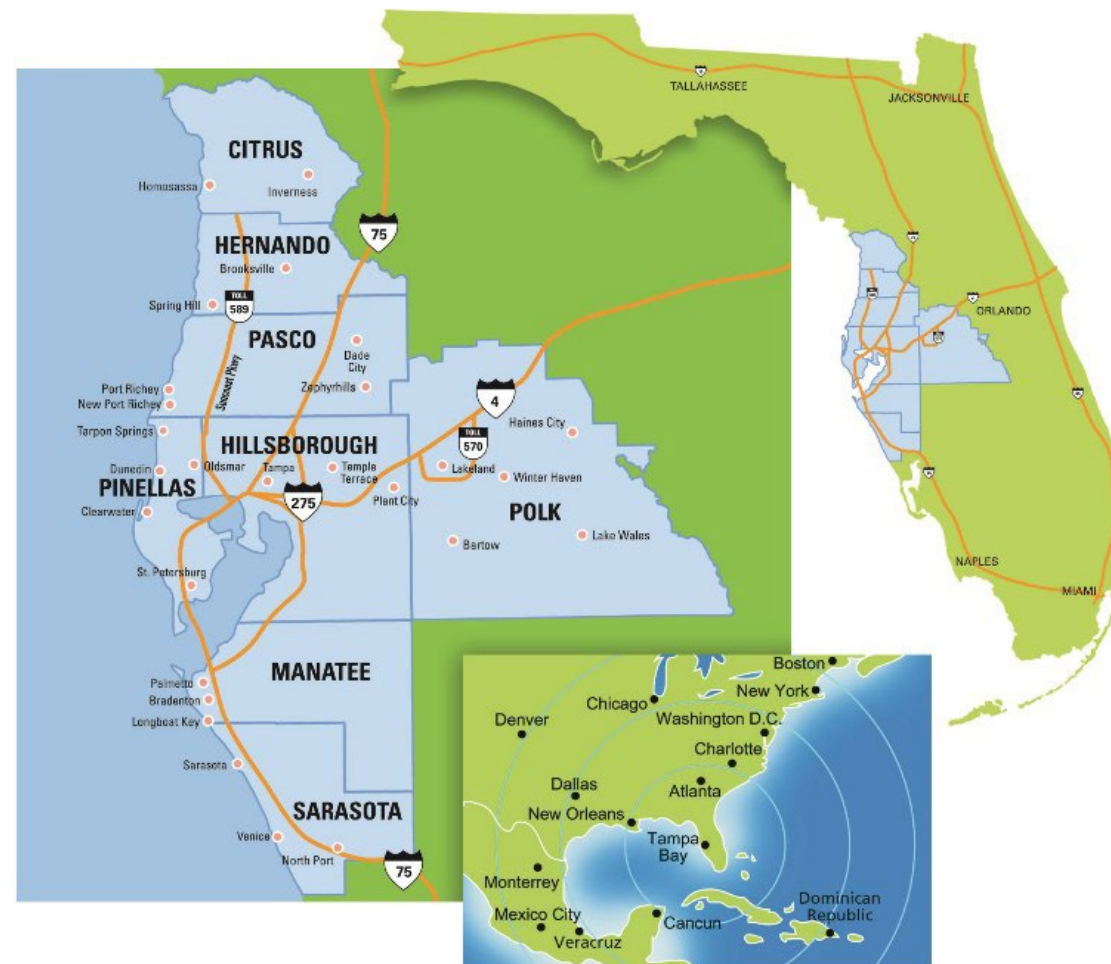 CITRUS
Homosassa
Inverness
75
HERNANDO
Brooksville
Spring Hill
TOLL
589
PASCO
Suncoast Pkwy
Dade
City
Zephyrhills
Port Richey
New Port Richey
Tarpon Springs
HILLSBOROUGH
Dunedin
Oldsmar
Tampa
Temple
Terrace
PINELLAS
Clearwater
275
Plant City
4
TOLL
570
Haines City
Lakeland
Winter Haven
POLK
Bartow
Lake Wales
St. Petersburg
MANATEE
Palmetto
Bradenton
Longboat Key
Sarasota
SARASOTA
Venice
North Port
75
TALLAHASSEE
JACKSONVILLE
ORLANDO
NAPLES
MIAMI
Boston
New York
Chicago
Washington D.C.
Denver
Charlotte
Dallas
Atlanta
New Orleans
Tampa
Bay
Monterrey
Mexico City
Veracruz
Cancun
Dominican
Republic